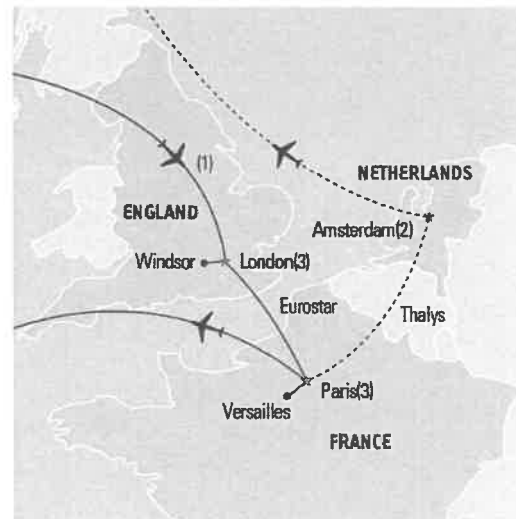 (1)
NETHERLANDS
ENGLAND
Amsterdam(2)
Windsor
London(3)
Eurostar
Thalys
Paris(3)
Versailles
FRANCE